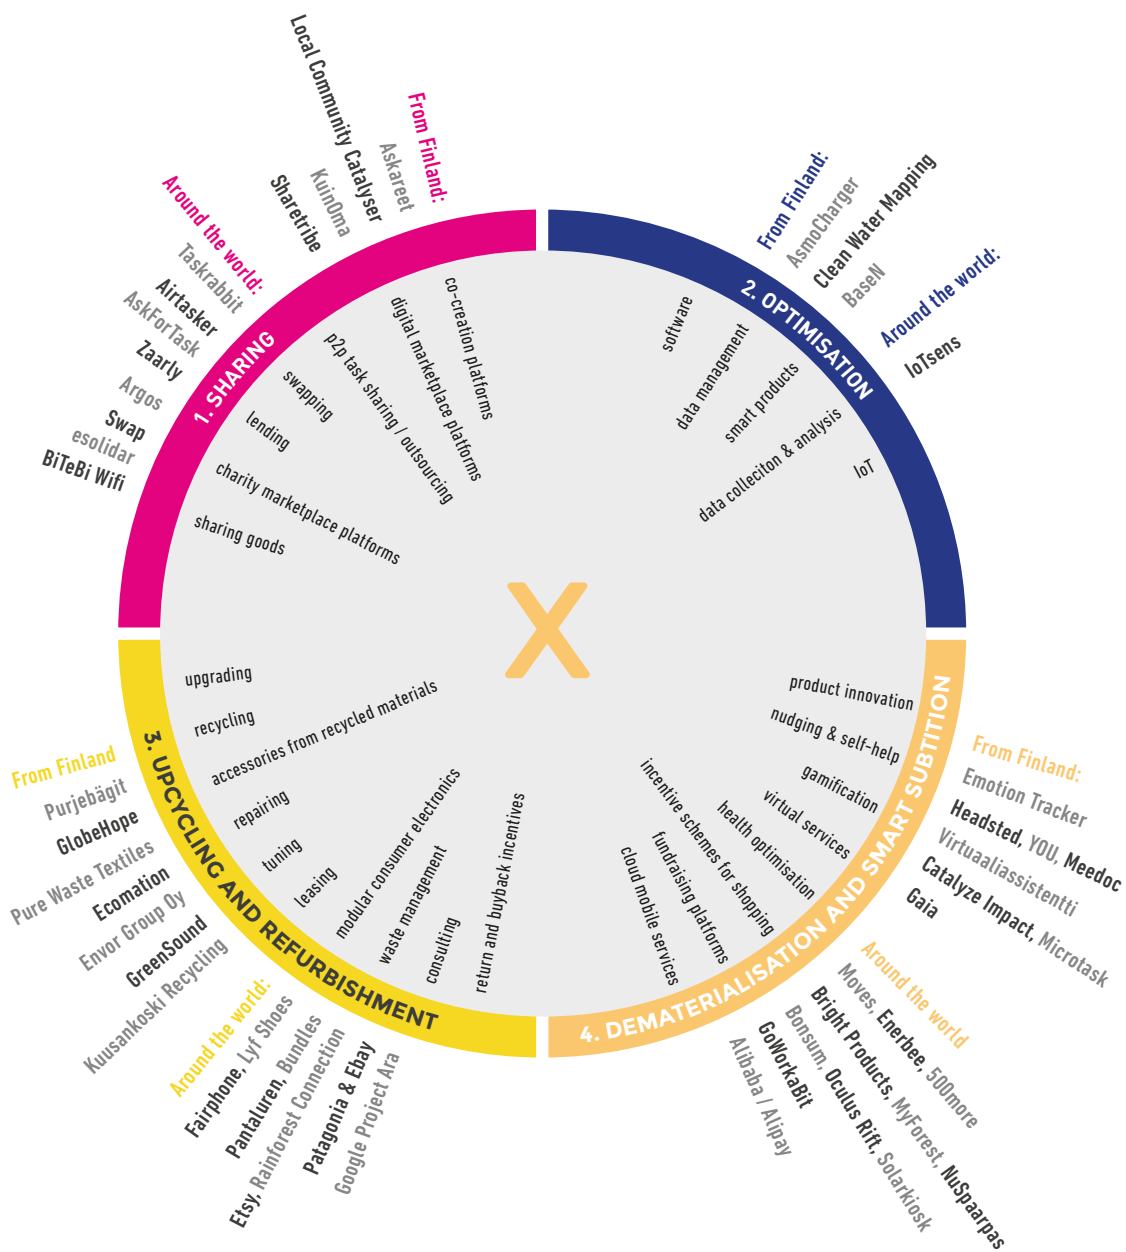 1. SHARING
From Finland:
Askareet
Local Community Catalyser
KuinOma
Sharetribe
Around the world:
Taskrabbit
Airtasker
AskForTask
Zaarly
Argos
Swap
esolidar
BiTeBi Wifi
co-creation platforms
digital marketplace platforms
p2p task sharing / outsourcing
swapping
lending
charity marketplace platforms
sharing goods
2. OPTIMISATION
From Finland:
AsmoCharger
Clean Water Mapping
BaseN
Around the world:
IoTsens
software
data management
smart products
data colleciton & analysis
IoT
X
3. UPCYCLING AND REFURBISHMENT
From Finland
Purjebägit
GlobeHope
Pure Waste Textiles
Ecomation
Envor Group Oy
GreenSound
Kuusankoski Recycling
Around the world:
Fairphone, Lyf Shoes
Pantaluren, Bundles
Etsy, Rainforest Connection
Patagonia & Ebay
Google Project Ara
upgrading
recycling
accessories from recycled materials
repairing
tuning
leasing
modular consumer electronics
waste management
consulting
return and buyback incentives
4. DEMATERIALISATION AND SMART SUBTITION
From Finland:
Emotion Tracker
Headsted, YOU, Meedoc
Virtuaaliassistentti
Catalyze Impact, Microtask
Gaia
Around the world
Moves, Enerbee, 500more
Bright Products, MyForest, NuSpaarpas
Bonsum, Oculus Rift, Solarkiosk
GoWorkaBit
Alibaba / Alipay
product innovation
nudging & self-help
gamification
virtual services
health optimisation
incentive schemes for shopping
fundraising platforms
cloud mobile services